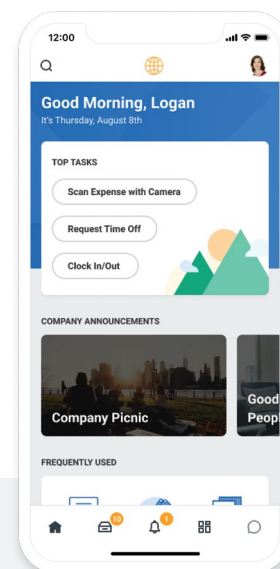 12:00
Good Morning, Logan
It's Thursday, August 8th
TOP TASKS
Scan Expense with Camera
Request Time Off
Clock In/Out
COMPANY ANNOUNCEMENTS
Company Picnic
Good
Peop
FREQUENTLY USED
10
1